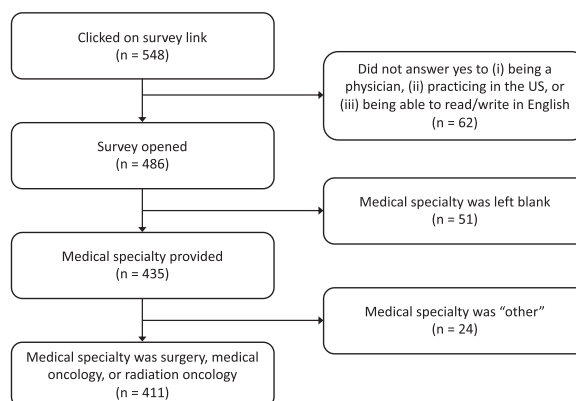 Clicked on survey link
(n = 548)
Did not answer yes to (i) being a
physician, (ii) practicing in the US, or
(iii) being able to read/write in English
(n = 62)
Survey opened
(n = 486)
Medical specialty was left blank
(n = 51)
Medical specialty provided
(n = 435)
Medical specialty was “other”
(n = 24)
Medical specialty was surgery, medical
oncology, or radiation oncology
(n = 411)